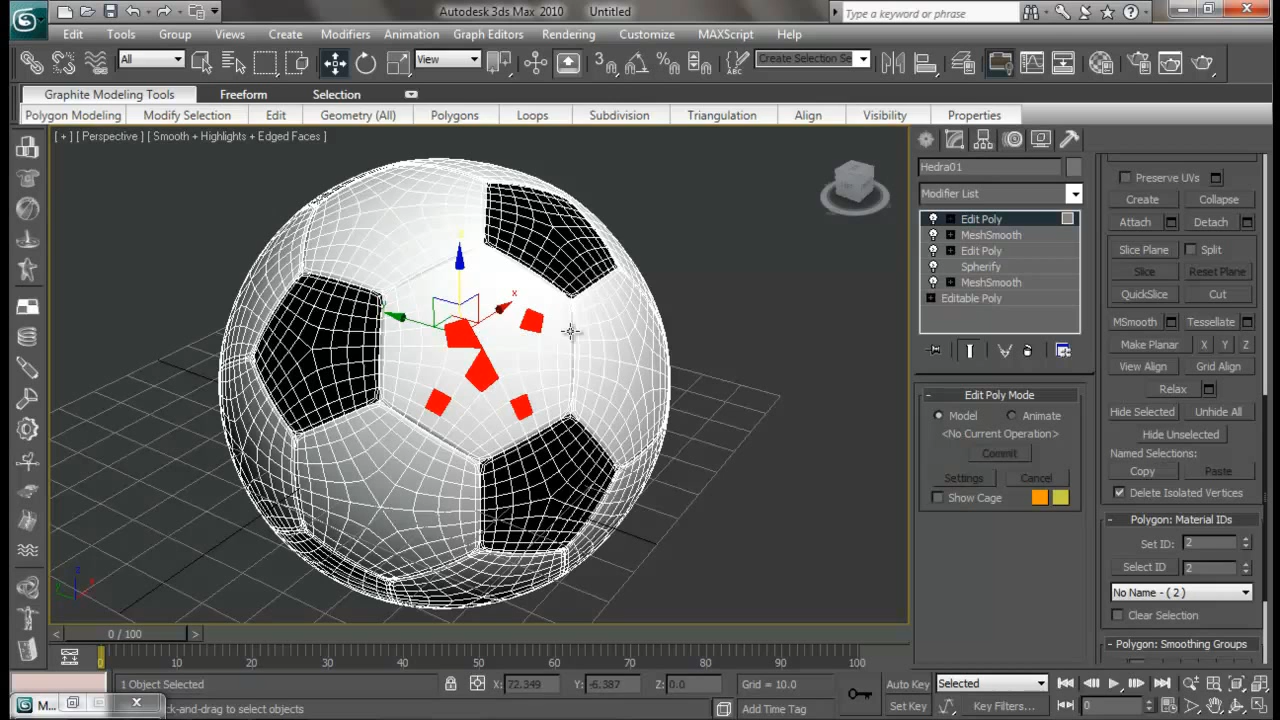 Autodesk 3ds Max 2010 Untitled
Type a keyword or phrase
Edit Tools Group Views Create Modifiers Animation Graph Editors Rendering Customize MAXScript Help
All View Create Selection Se
Graphite Modeling Tools Freeform Selection
Polygon Modeling Modify Selection Edit Geometry (All) Polygons Loops Subdivision Triangulation Align Visibility Properties
[ + ] [ Perspective ] [ Smooth + Highlights + Edged Faces ]
x
z
x
Hedra01
Modifier List
Edit Poly
MeshSmooth
Edit Poly
Spherify
MeshSmooth
Editable Poly
Edit Poly Mode
Model Animate
<No Current Operation>
Commit
Settings Cancel
Show Cage
Preserve UVs
Create Collapse
Attach Detach
Slice Plane Split
Slice Reset Plane
QuickSlice Cut
MSmooth Tessellate
Make Planar X Y Z
View Align Grid Align
Relax
Hide Selected Unhide All
Hide Unselected
Named Selections:
Copy Paste
Delete Isolated Vertices
Polygon: Material IDs
Set ID: 2
Select ID 2
No Name - ( 2 )
Clear Selection
Polygon: Smoothing Groups
< 0 / 100 >
0 10 20 30 40 50 60 70 80 90 100
1 Object Selected X: 72.349 Y: -6.387 Z: 0.0 Grid = 10.0 Auto Key Selected
M... ck-and-drag to select objects Add Time Tag Set Key Key Filters... 0